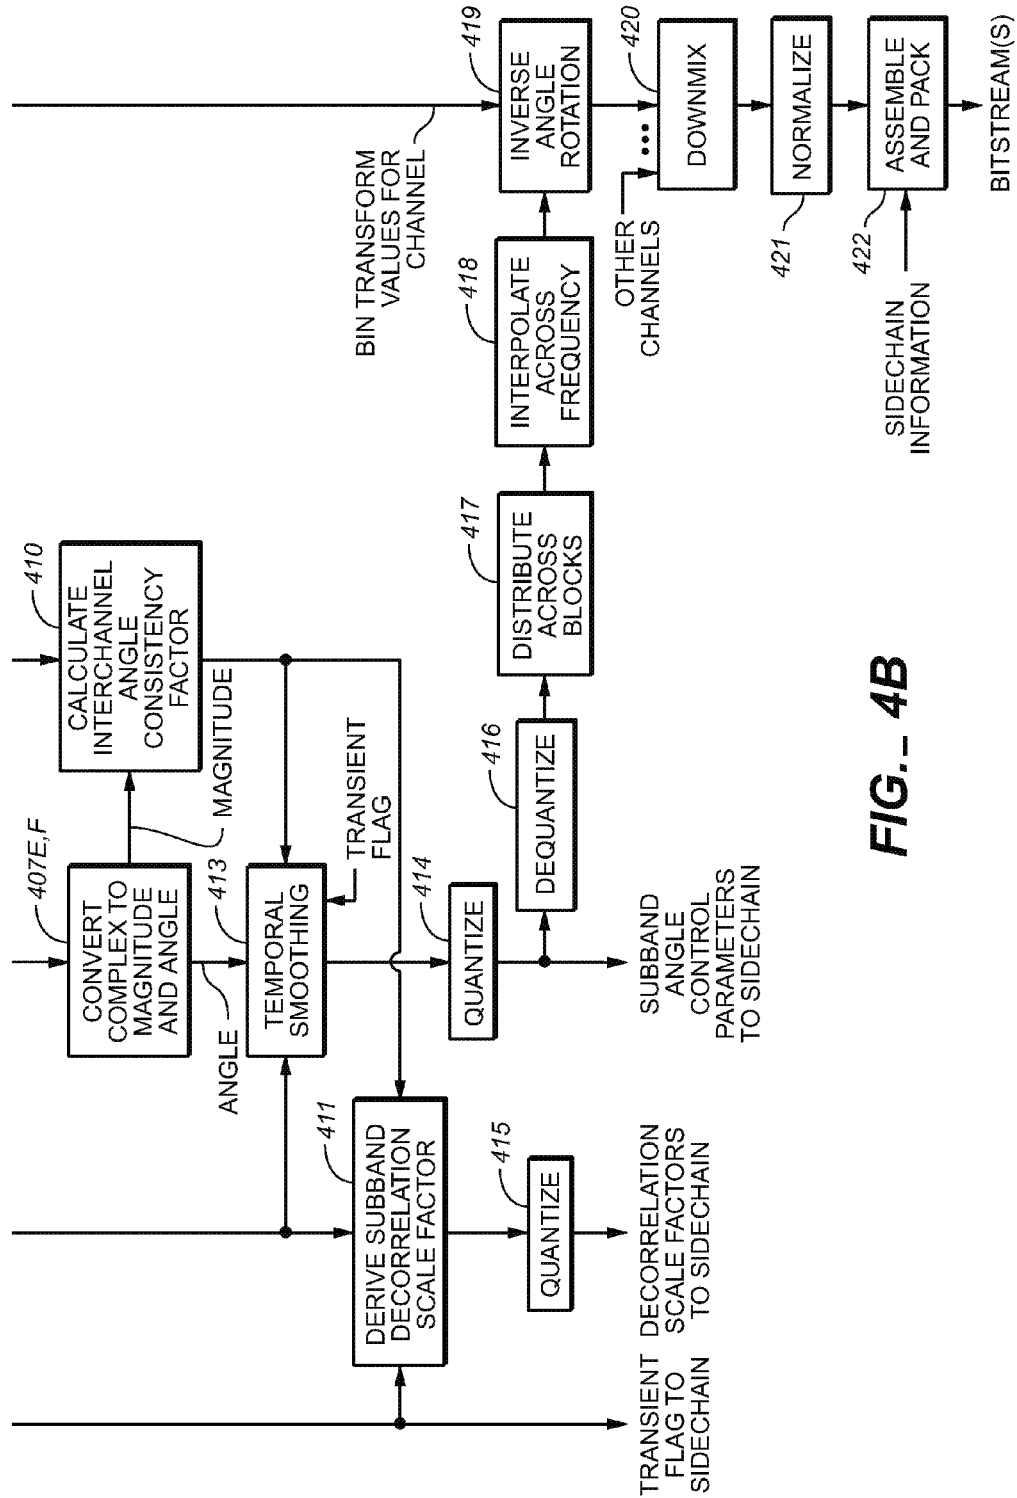 419
INVERSE
ANGLE
ROTATION
BIN TRANSFORM
VALUES FOR
CHANNEL
420
DOWNMIX
OTHER
CHANNELS
NORMALIZE
421
ASSEMBLE
AND PACK
422
SIDECHAIN
INFORMATION
BITSTREAM(S)
418
INTERPOLATE
ACROSS
FREQUENCY
417
DISTRIBUTE
ACROSS
BLOCKS
416
DEQUANTIZE
410
CALCULATE
INTERCHANNEL
ANGLE
CONSISTENCY
FACTOR
MAGNITUDE
407E,F
CONVERT
COMPLEX TO
MAGNITUDE
AND ANGLE
ANGLE
413
TEMPORAL
SMOOTHING
TRANSIENT
FLAG
414
QUANTIZE
SUBBAND
ANGLE
CONTROL
PARAMETERS
TO SIDECHAIN
411
DERIVE SUBBAND
DECORRELATION
SCALE FACTOR
415
QUANTIZE
DECORRELATION
SCALE FACTORS
TO SIDECHAIN
TRANSIENT
FLAG TO
SIDECHAIN
FIG._ 4B